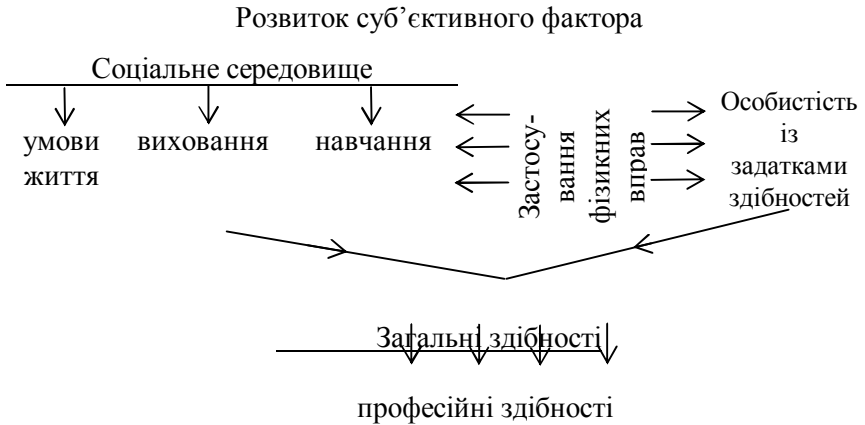 Розвиток суб’єктивного фактора
Соціальне середовище
умови
життя
виховання
навчання
Застосу-
вання
фізикних
вправ
Особистість
із
задатками
здібностей
Загальні здібності
професійні здібності